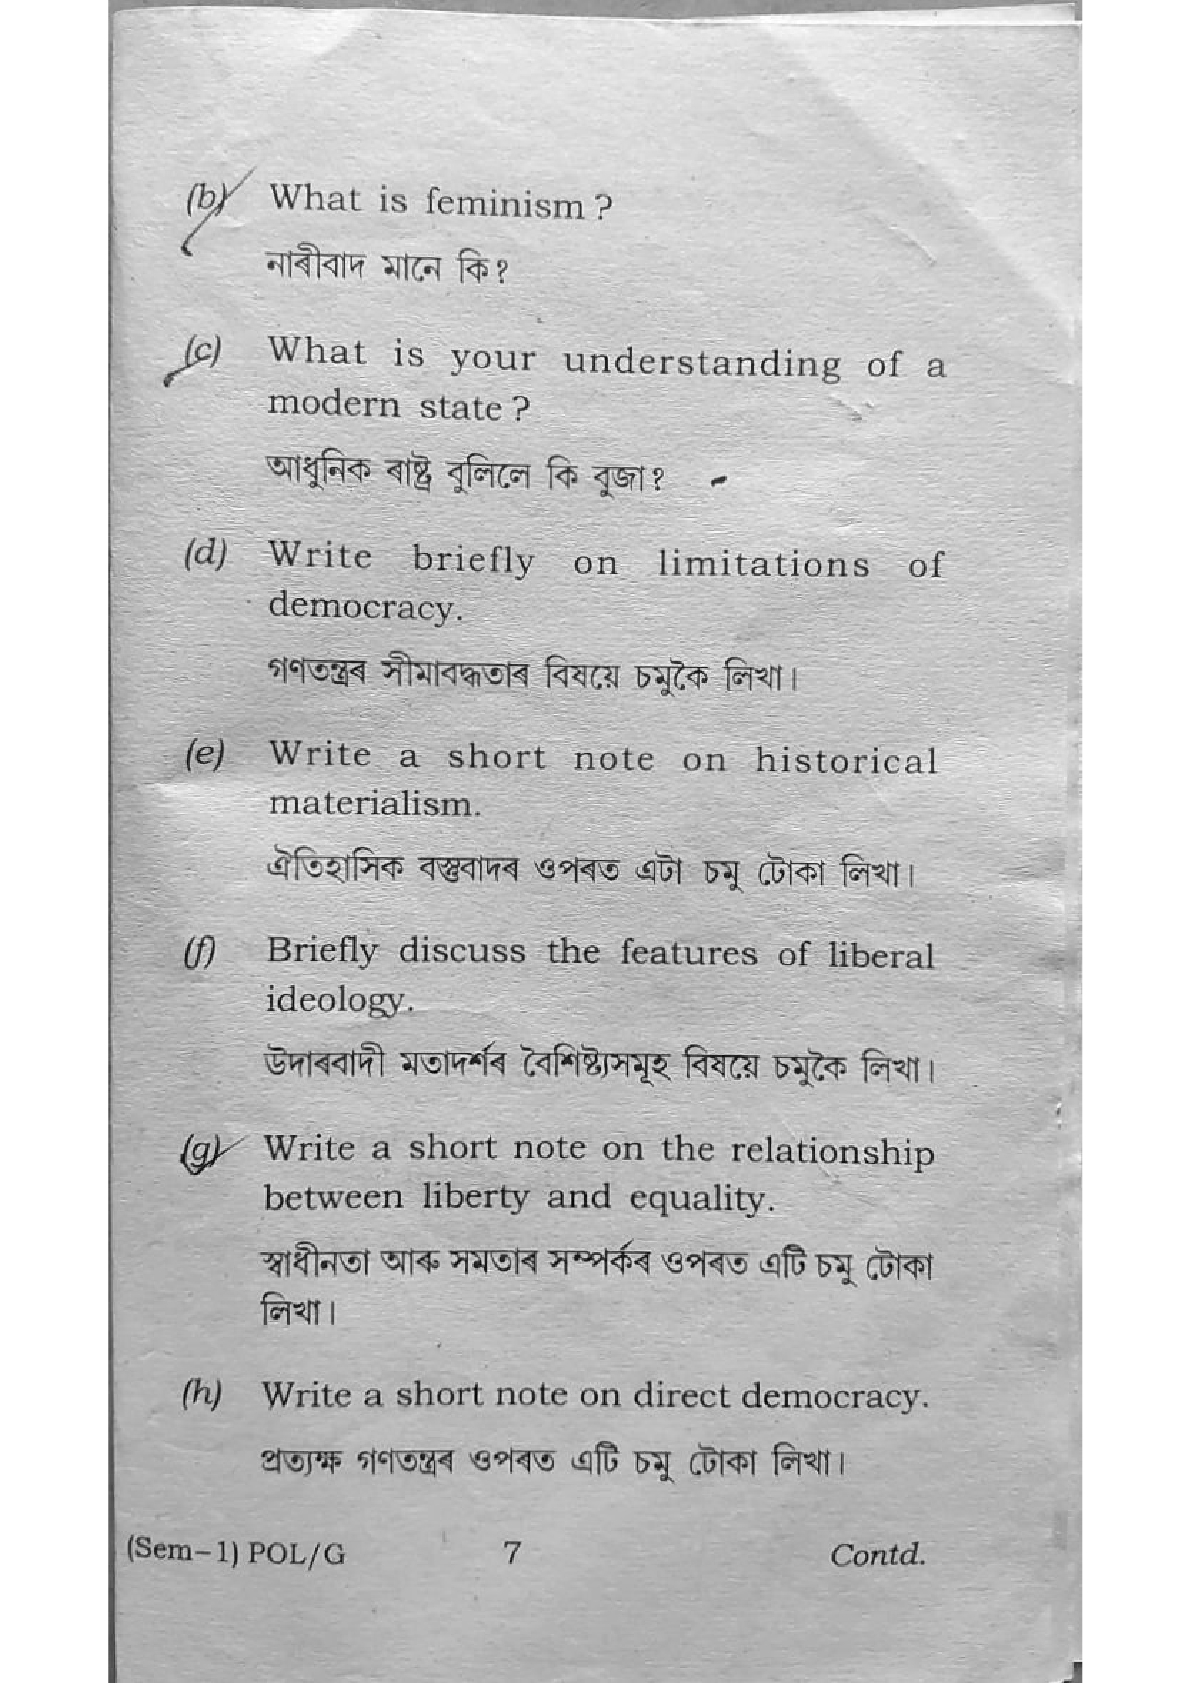 (b) What is feminism ?
নাৰীবাদ মানে কি?
(c) What is your understanding of a
modern state ?
আধুনিক ৰাষ্ট্ৰ বুলিলে কি বুজা?
(d) Write briefly on limitations of
democracy.
গণতন্ত্ৰৰ সীমাবদ্ধতাৰ বিষয়ে চমুকৈ লিখা।
(e) Write a short note on historical
materialism.
ঐতিহাসিক বস্তুবাদৰ ওপৰত এটা চমু টোকা লিখা।
(f) Briefly discuss the features of liberal
ideology.
উদাৰবাদী মতাদৰ্শৰ বৈশিষ্ট্যসমূহ বিষয়ে চমুকৈ লিখা।
(g) Write a short note on the relationship
between liberty and equality.
স্বাধীনতা আৰু সমতাৰ সম্পৰ্কৰ ওপৰত এটি চমু টোকা
লিখা।
(h) Write a short note on direct democracy.
প্ৰত্যক্ষ গণতন্ত্ৰৰ ওপৰত এটি চমু টোকা লিখা।
(Sem–1) POL/G 7 Contd.